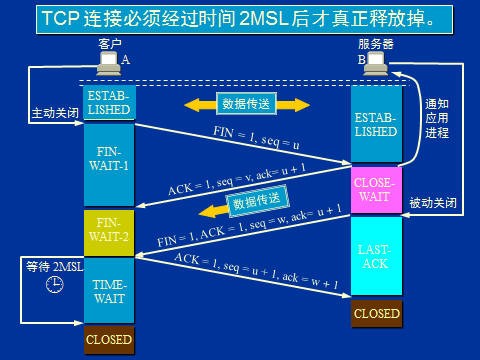 TCP 连接必须经过时间 2MSL 后才真正释放掉。
客户
A
服务器
B
ESTAB-
LISHED
数据传送
ESTAB-
LISHED
通知
应用
进程
主动关闭
FIN = 1, seq = u
FIN-
WAIT-1
ACK = 1, seq = v, ack= u + 1
CLOSE-
WAIT
数据传送
被动关闭
FIN-
WAIT-2
FIN = 1, ACK = 1, seq = w, ack= u + 1
ACK = 1, seq = u + 1, ack = w + 1
LAST-
ACK
等待 2MSL
TIME-
WAIT
CLOSED
CLOSED